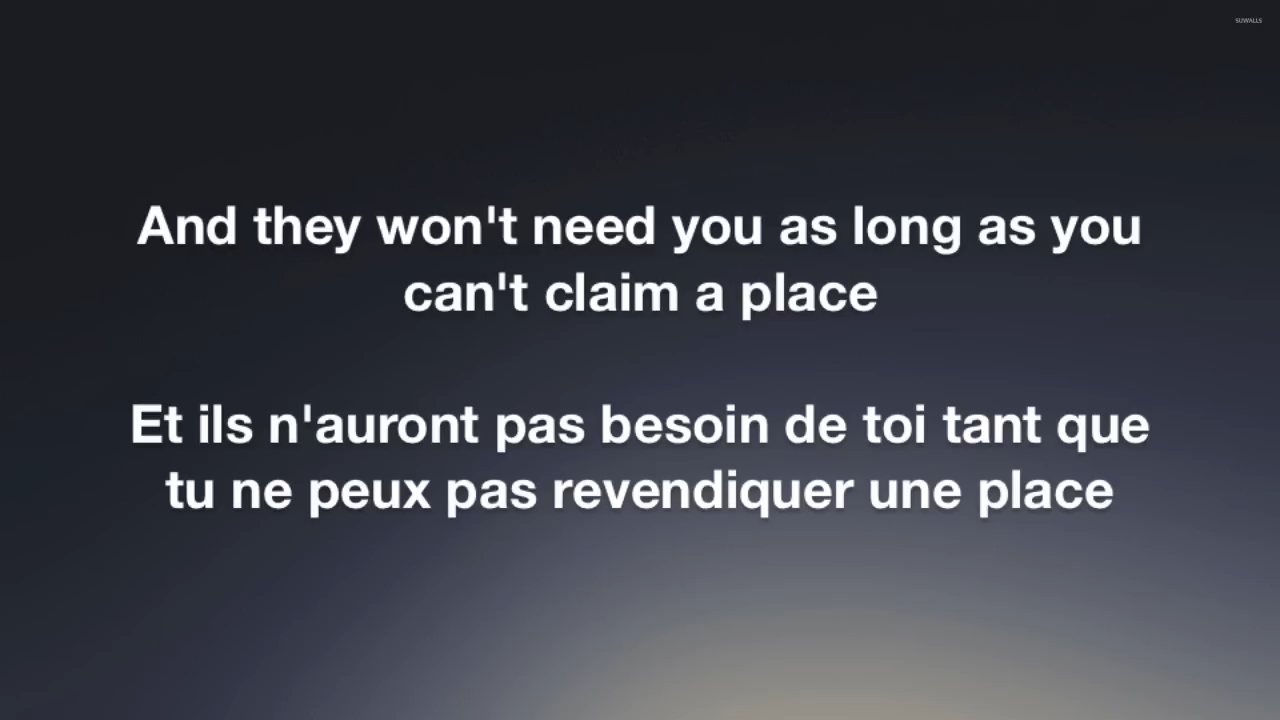 SUWALLS
And they won't need you as long as you
can't claim a place
Et ils n'auront pas besoin de toi tant que
tu ne peux pas revendiquer une place